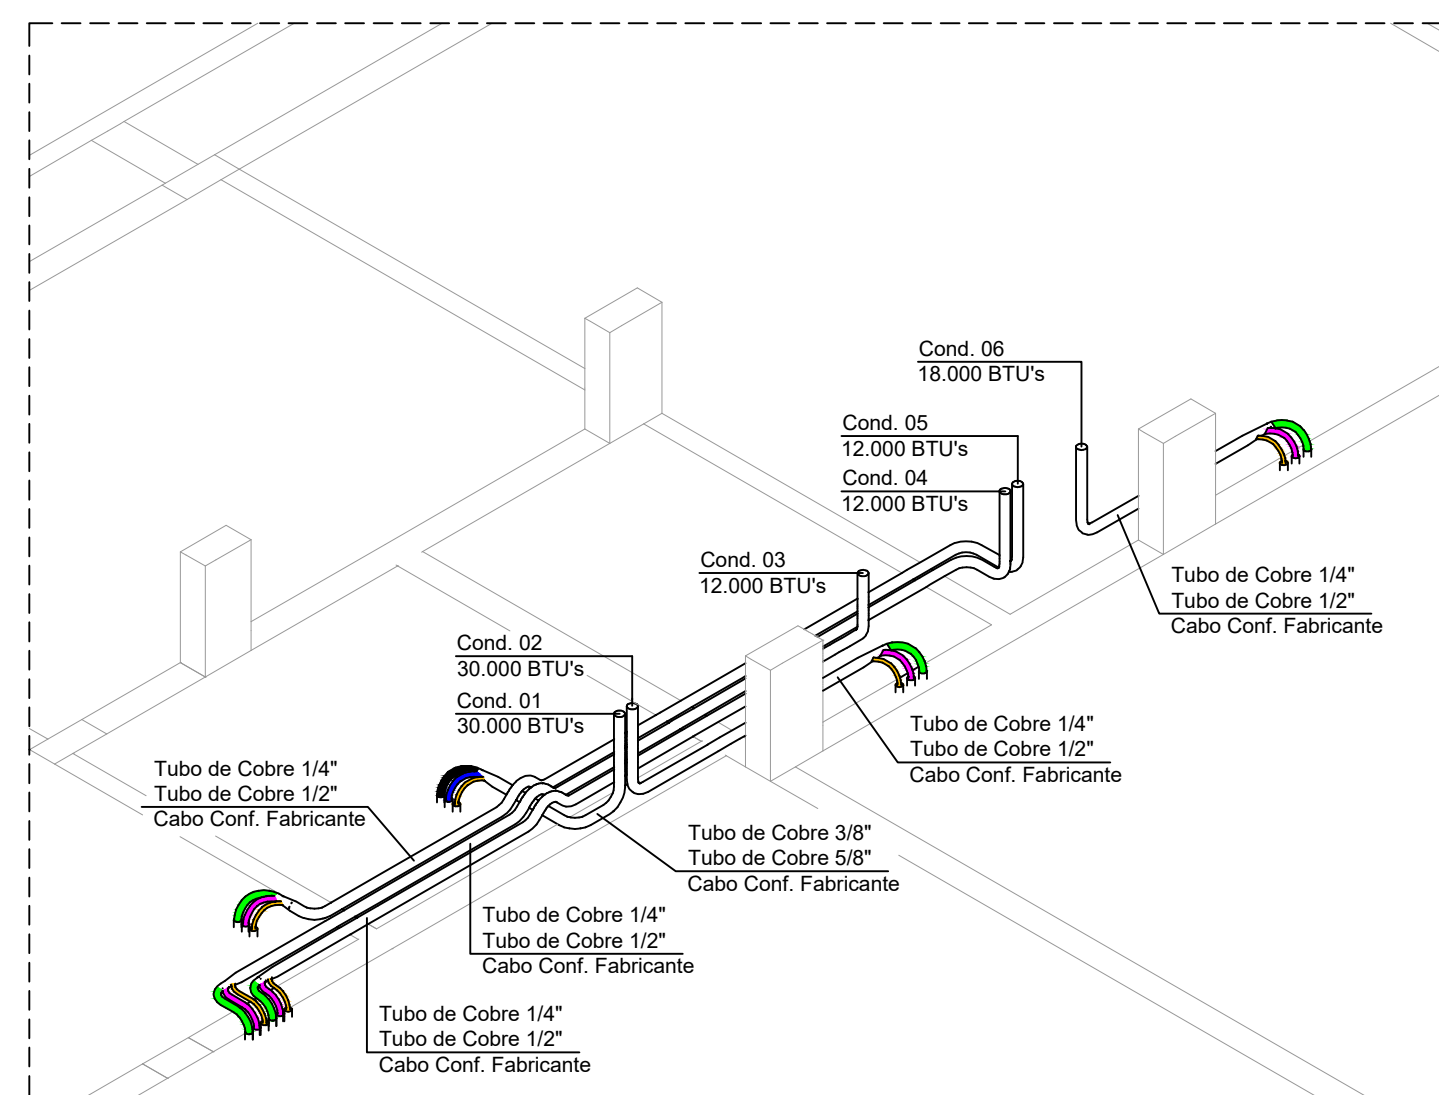 Cond. 06
18.000 BTU's
Cond. 05
12.000 BTU's
Cond. 04
12.000 BTU's
Cond. 03
12.000 BTU's
Tubo de Cobre 1/4"
Tubo de Cobre 1/2"
Cabo Conf. Fabricante
Cond. 02
30.000 BTU's
Cond. 01
30.000 BTU's
Tubo de Cobre 1/4"
Tubo de Cobre 1/2"
Cabo Conf. Fabricante
Tubo de Cobre 1/4"
Tubo de Cobre 1/2"
Cabo Conf. Fabricante
Tubo de Cobre 3/8"
Tubo de Cobre 5/8"
Cabo Conf. Fabricante
Tubo de Cobre 1/4"
Tubo de Cobre 1/2"
Cabo Conf. Fabricante
Tubo de Cobre 1/4"
Tubo de Cobre 1/2"
Cabo Conf. Fabricante